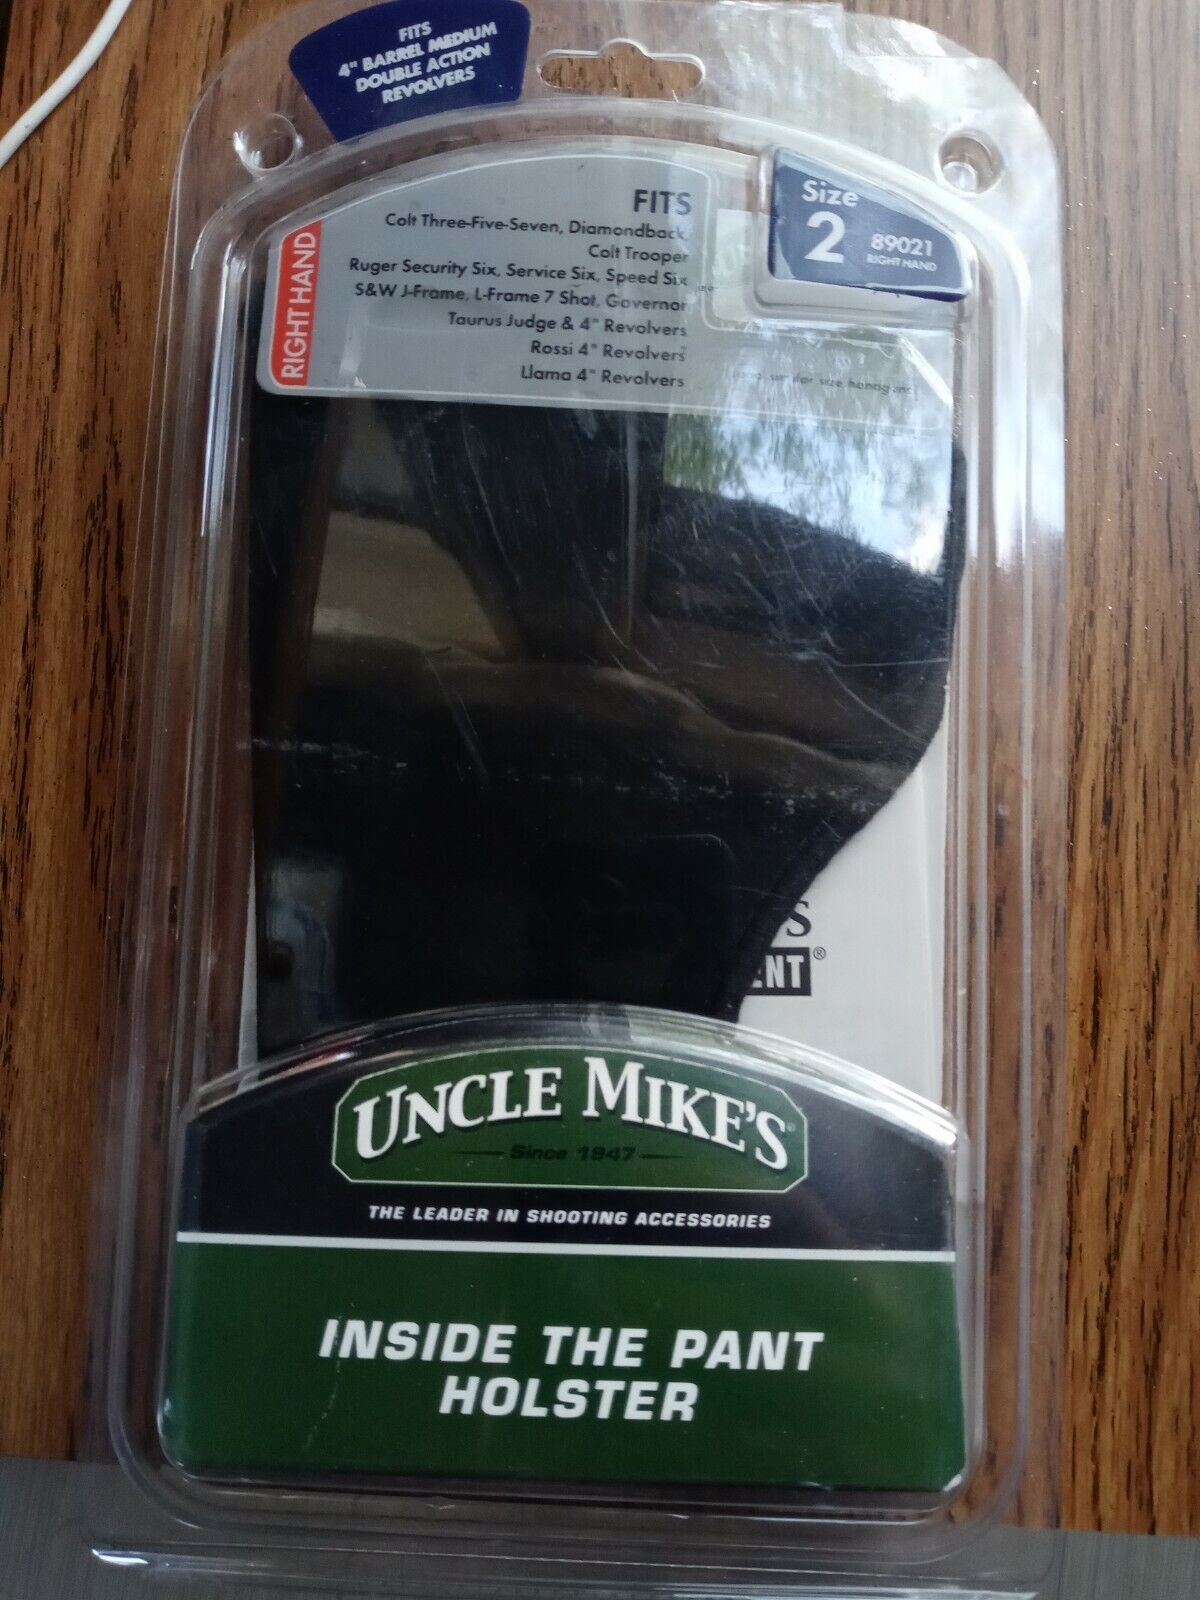 FITS
4" BARREL MEDIUM
DOUBLE ACTION
REVOLVERS
Size
2
89021
RIGHT HAND
RIGHT HAND
FITS
Colt Three-Five-Seven, Diamondback,
Colt Trooper
Ruger Security Six, Service Six, Speed Six
S&W J-Frame, L-Frame 7 Shot, Governor
Taurus Judge & 4" Revolvers
Rossi 4" Revolvers
Llama 4" Revolvers
size handguns)
'S
ENT®
UNCLE MIKE'S®
Since 1947
THE LEADER IN SHOOTING ACCESSORIES
INSIDE THE PANT
HOLSTER